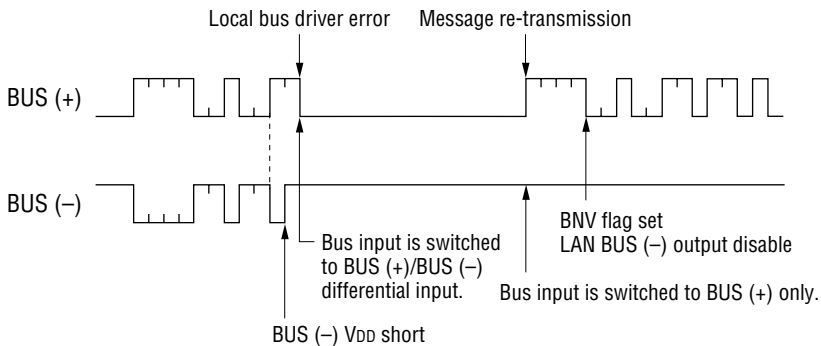 Local bus driver error
Message re-transmission
BUS (+)
BUS (–)
Bus input is switched
to BUS (+)/BUS (–)
differential input.
BNV flag set
LAN BUS (–) output disable
Bus input is switched to BUS (+) only.
BUS (–) VDD short